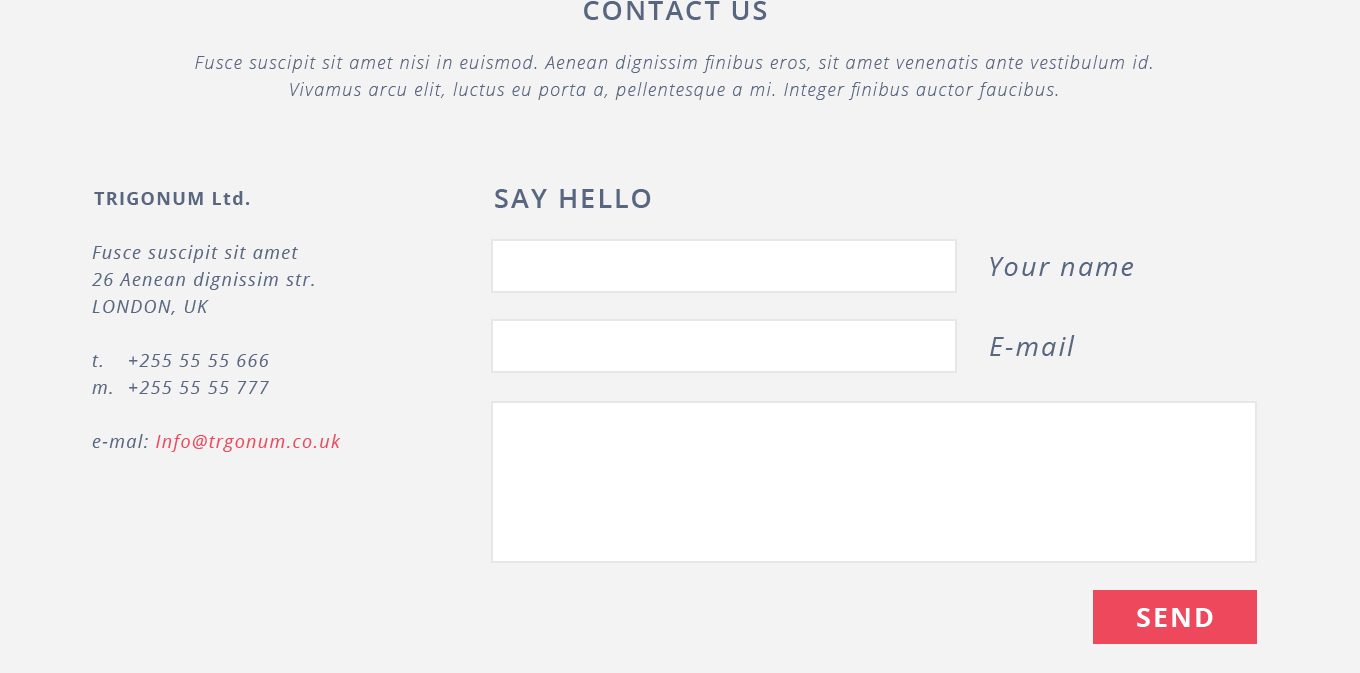 CONTACT US
Fusce suscipit sit amet nisi in euismod. Aenean dignissim finibus eros, sit amet venenatis ante vestibulum id.
Vivamus arcu elit, luctus eu porta a, pellentesque a mi. Integer finibus auctor faucibus.
TRIGONUM Ltd.
Fusce suscipit sit amet
26 Aenean dignissim str.
LONDON, UK
t. +255 55 55 666
m. +255 55 55 777
e-mal: Info@trgonum.co.uk
SAY HELLO
Your name
E-mail
SEND